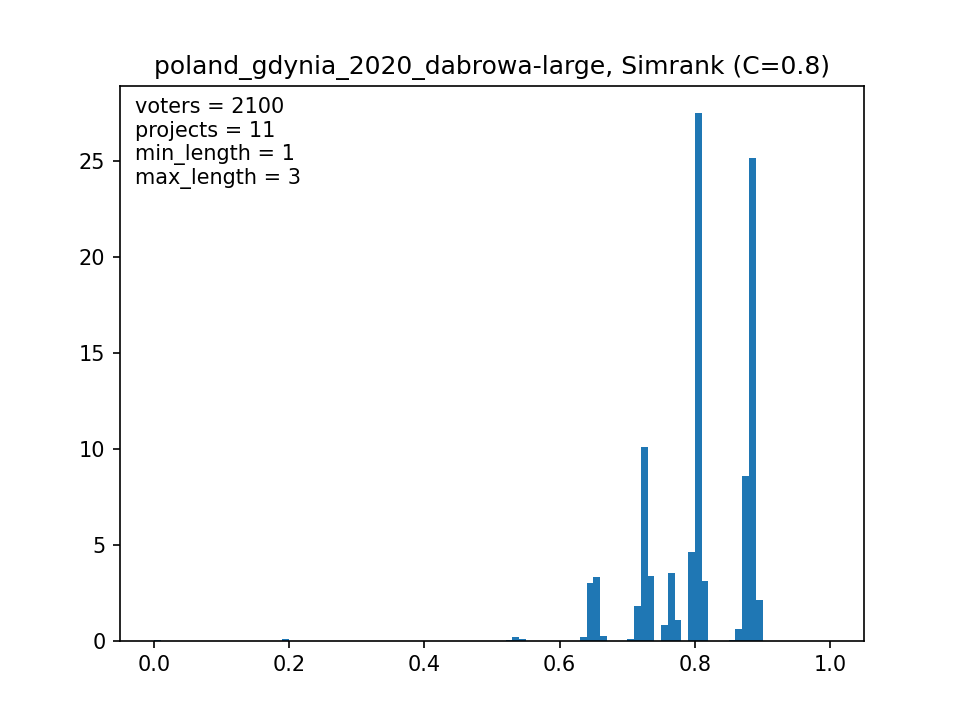 poland_gdynia_2020_dabrowa-large, Simrank (C=0.8)
voters = 2100
projects = 11
min_length = 1
max_length = 3
25
20
15
10
5
0
0.0 0.2 0.4 0.6 0.8 1.0